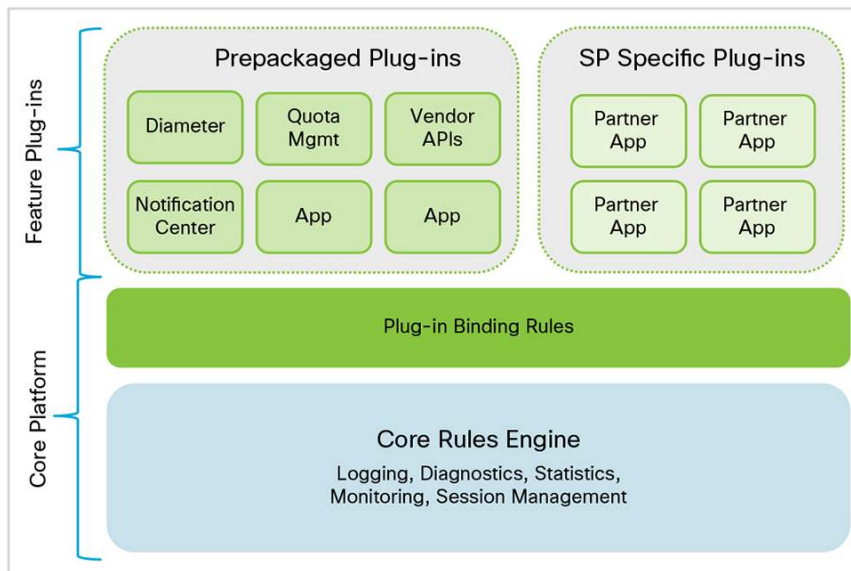 Feature Plug-ins
Prepackaged Plug-ins
Diameter
Quota
Mgmt
Vendor
APIs
Notification
Center
App
App
SP Specific Plug-ins
Partner
App
Partner
App
Partner
App
Partner
App
Core Platform
Plug-in Binding Rules
Core Rules Engine
Logging, Diagnostics, Statistics,
Monitoring, Session Management